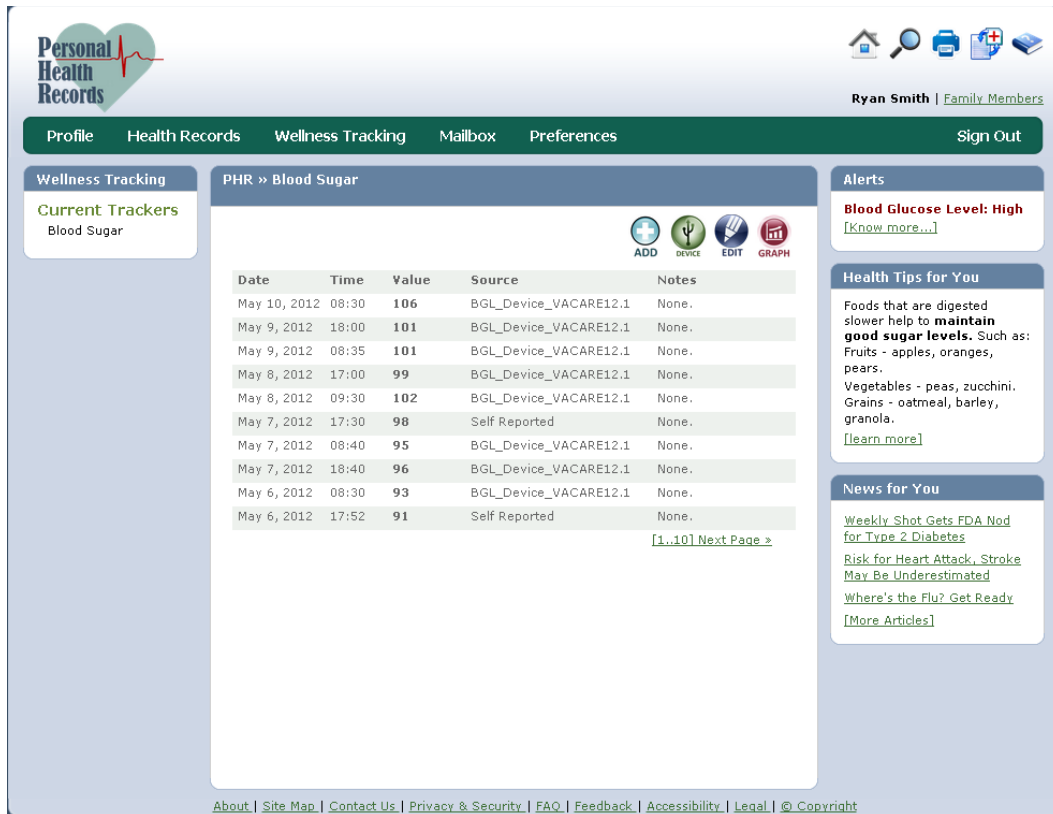 Personal
Health
Records
Ryan Smith | Family Members
Profile Health Records Wellness Tracking Mailbox Preferences Sign Out
Wellness Tracking
Current Trackers
Blood Sugar
PHR » Blood Sugar
ADD DEVICE EDIT GRAPH
Date Time Value Source Notes
May 10, 2012 08:30 106 BGL_Device_VACARE12.1 None.
May 9, 2012 18:00 101 BGL_Device_VACARE12.1 None.
May 9, 2012 08:35 101 BGL_Device_VACARE12.1 None.
May 8, 2012 17:00 99 BGL_Device_VACARE12.1 None.
May 8, 2012 09:30 102 BGL_Device_VACARE12.1 None.
May 7, 2012 17:30 98 Self Reported None.
May 7, 2012 08:40 95 BGL_Device_VACARE12.1 None.
May 7, 2012 18:40 96 BGL_Device_VACARE12.1 None.
May 6, 2012 08:30 93 BGL_Device_VACARE12.1 None.
May 6, 2012 17:52 91 Self Reported None.
[1..10] Next Page »
Alerts
Blood Glucose Level: High
[Know more...]
Health Tips for You
Foods that are digested
slower help to maintain
good sugar levels. Such as:
Fruits - apples, oranges,
pears.
Vegetables - peas, zucchini.
Grains - oatmeal, barley,
granola.
[learn more]
News for You
Weekly Shot Gets FDA Nod
for Type 2 Diabetes
Risk for Heart Attack, Stroke
May Be Underestimated
Where's the Flu? Get Ready
[More Articles]
About | Site Map | Contact Us | Privacy & Security | FAQ | Feedback | Accessibility | Legal | © Copyright